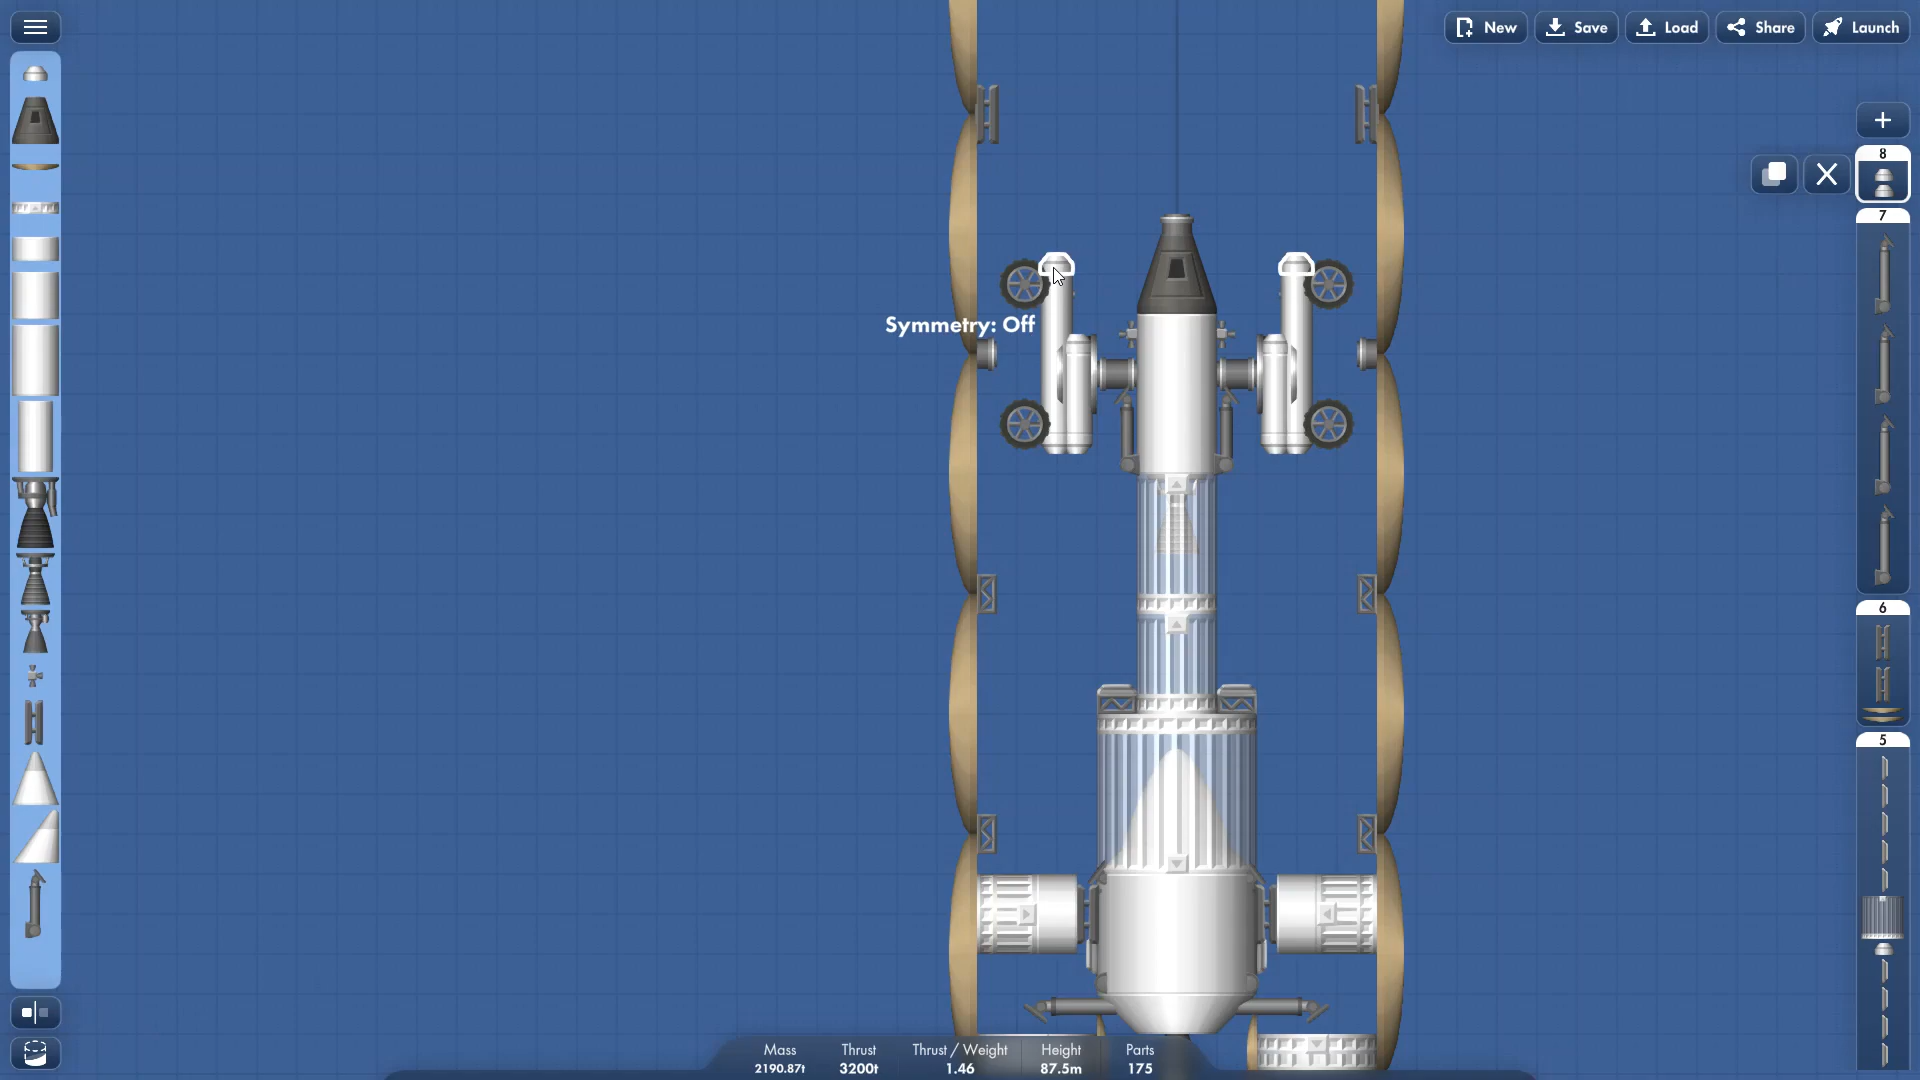 New
Save
Load
Share
Launch
8
7
Symmetry: Off
6
5
Mass
2190.87t
Thrust
3200t
Thrust / Weight
1.46
Height
87.5m
Parts
175